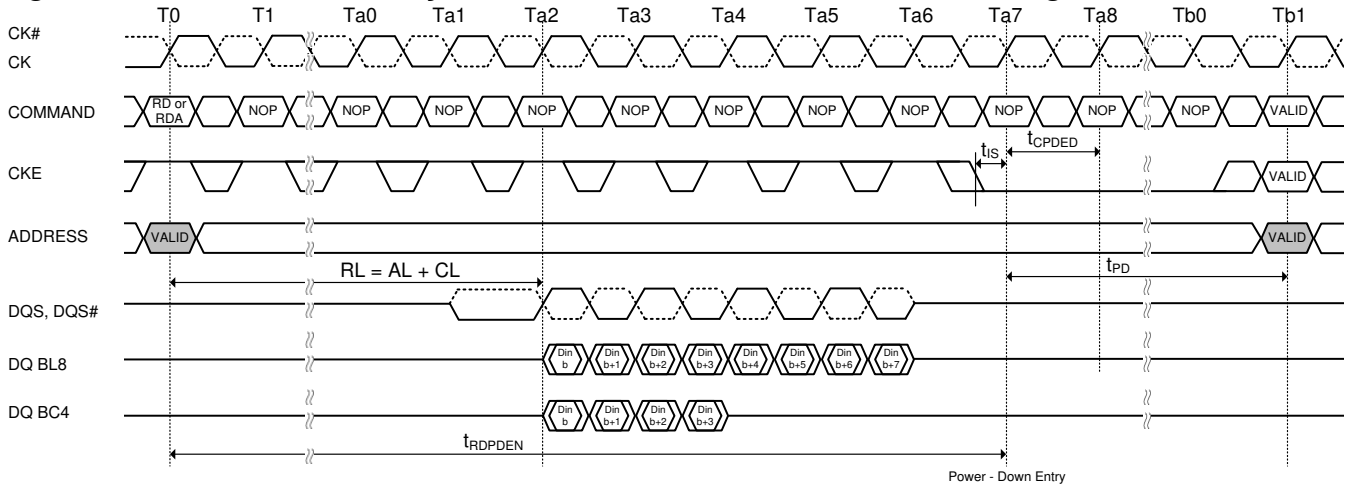 T0 T1 Ta0 Ta1 Ta2 Ta3 Ta4 Ta5 Ta6 Ta7 Ta8 Tb0 Tb1
CK#
CK
COMMAND RD or RDA NOP NOP NOP NOP NOP NOP NOP NOP NOP NOP NOP VALID
tIS tCPDED
CKE VALID
ADDRESS VALID VALID
RL = AL + CL tPD
DQS, DQS#
DQ BL8 Din b Din b+1 Din b+2 Din b+3 Din b+4 Din b+5 Din b+6 Din b+7
DQ BC4 Din b Din b+1 Din b+2 Din b+3
tRDPDEN
Power - Down Entry